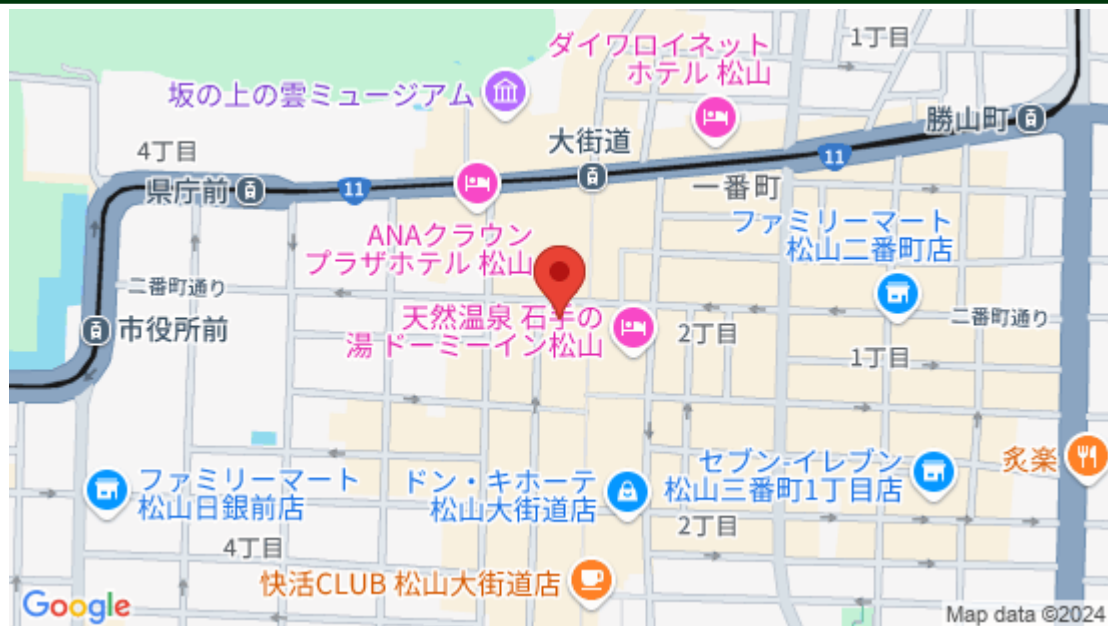 ダイワロイネット
ホテル 松山
1丁目
坂の上の雲ミュージアム
勝山町
大街道
4丁目
11
県庁前
11
一番町
ファミリーマート
松山二番町店
ANAクラウン
プラザホテル 松山
二番町通り
二番町通り
天然温泉 石手の
湯 ドーミーイン松山
市役所前
2丁目
1丁目
ファミリーマート
松山日銀前店
ドン・キホーテ
松山大街道店
セブン-イレブン
松山三番町1丁目店
炙楽
2丁目
4丁目
快活CLUB 松山大街道店
Google
Map data ©2024